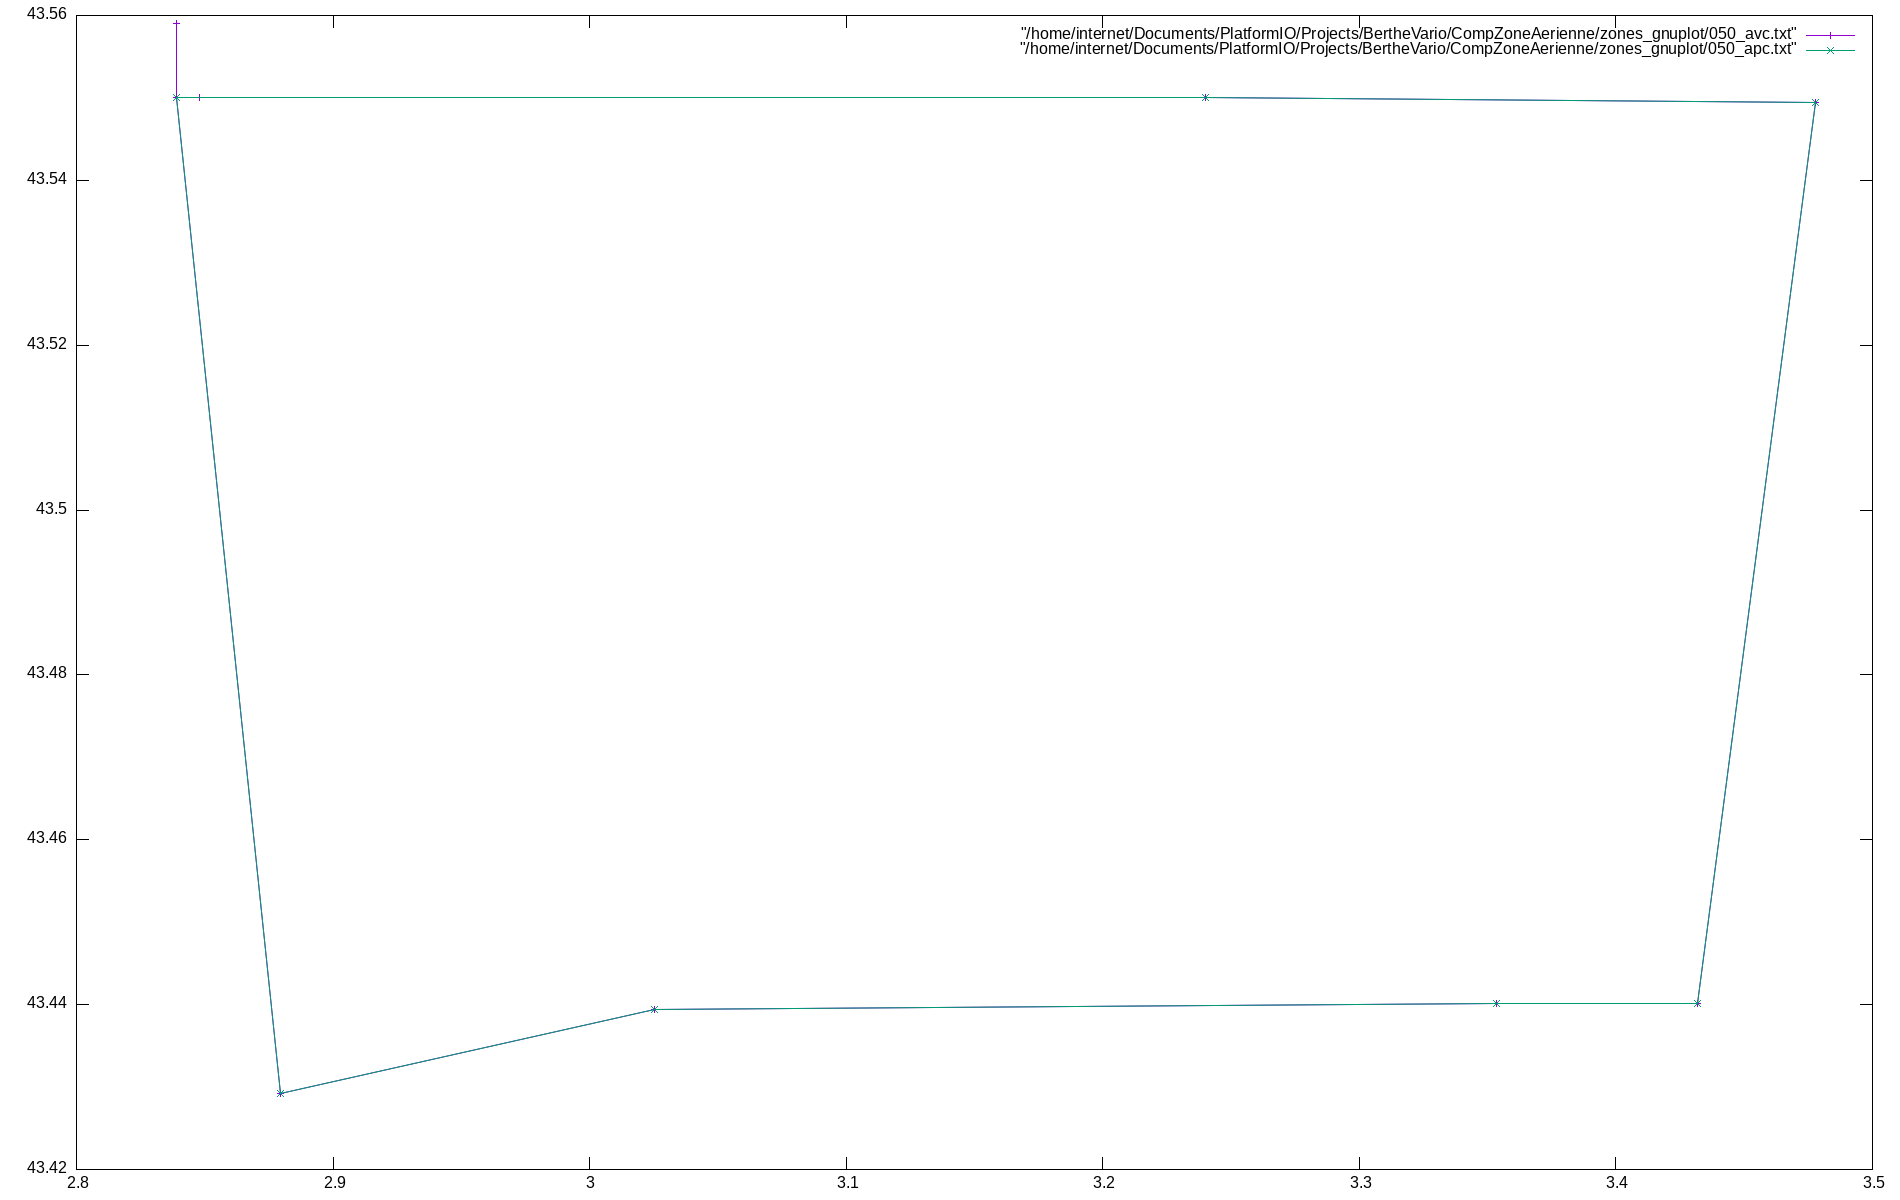 43.56
"/home/internet/Documents/PlatformIO/Projects/BertheVario/CompZoneAerienne/zones_gnuplot/050_avc.txt"
"/home/internet/Documents/PlatformIO/Projects/BertheVario/CompZoneAerienne/zones_gnuplot/050_apc.txt"
43.54
43.52
43.5
43.48
43.46
43.44
43.42
2.8 2.9 3 3.1 3.2 3.3 3.4 3.5